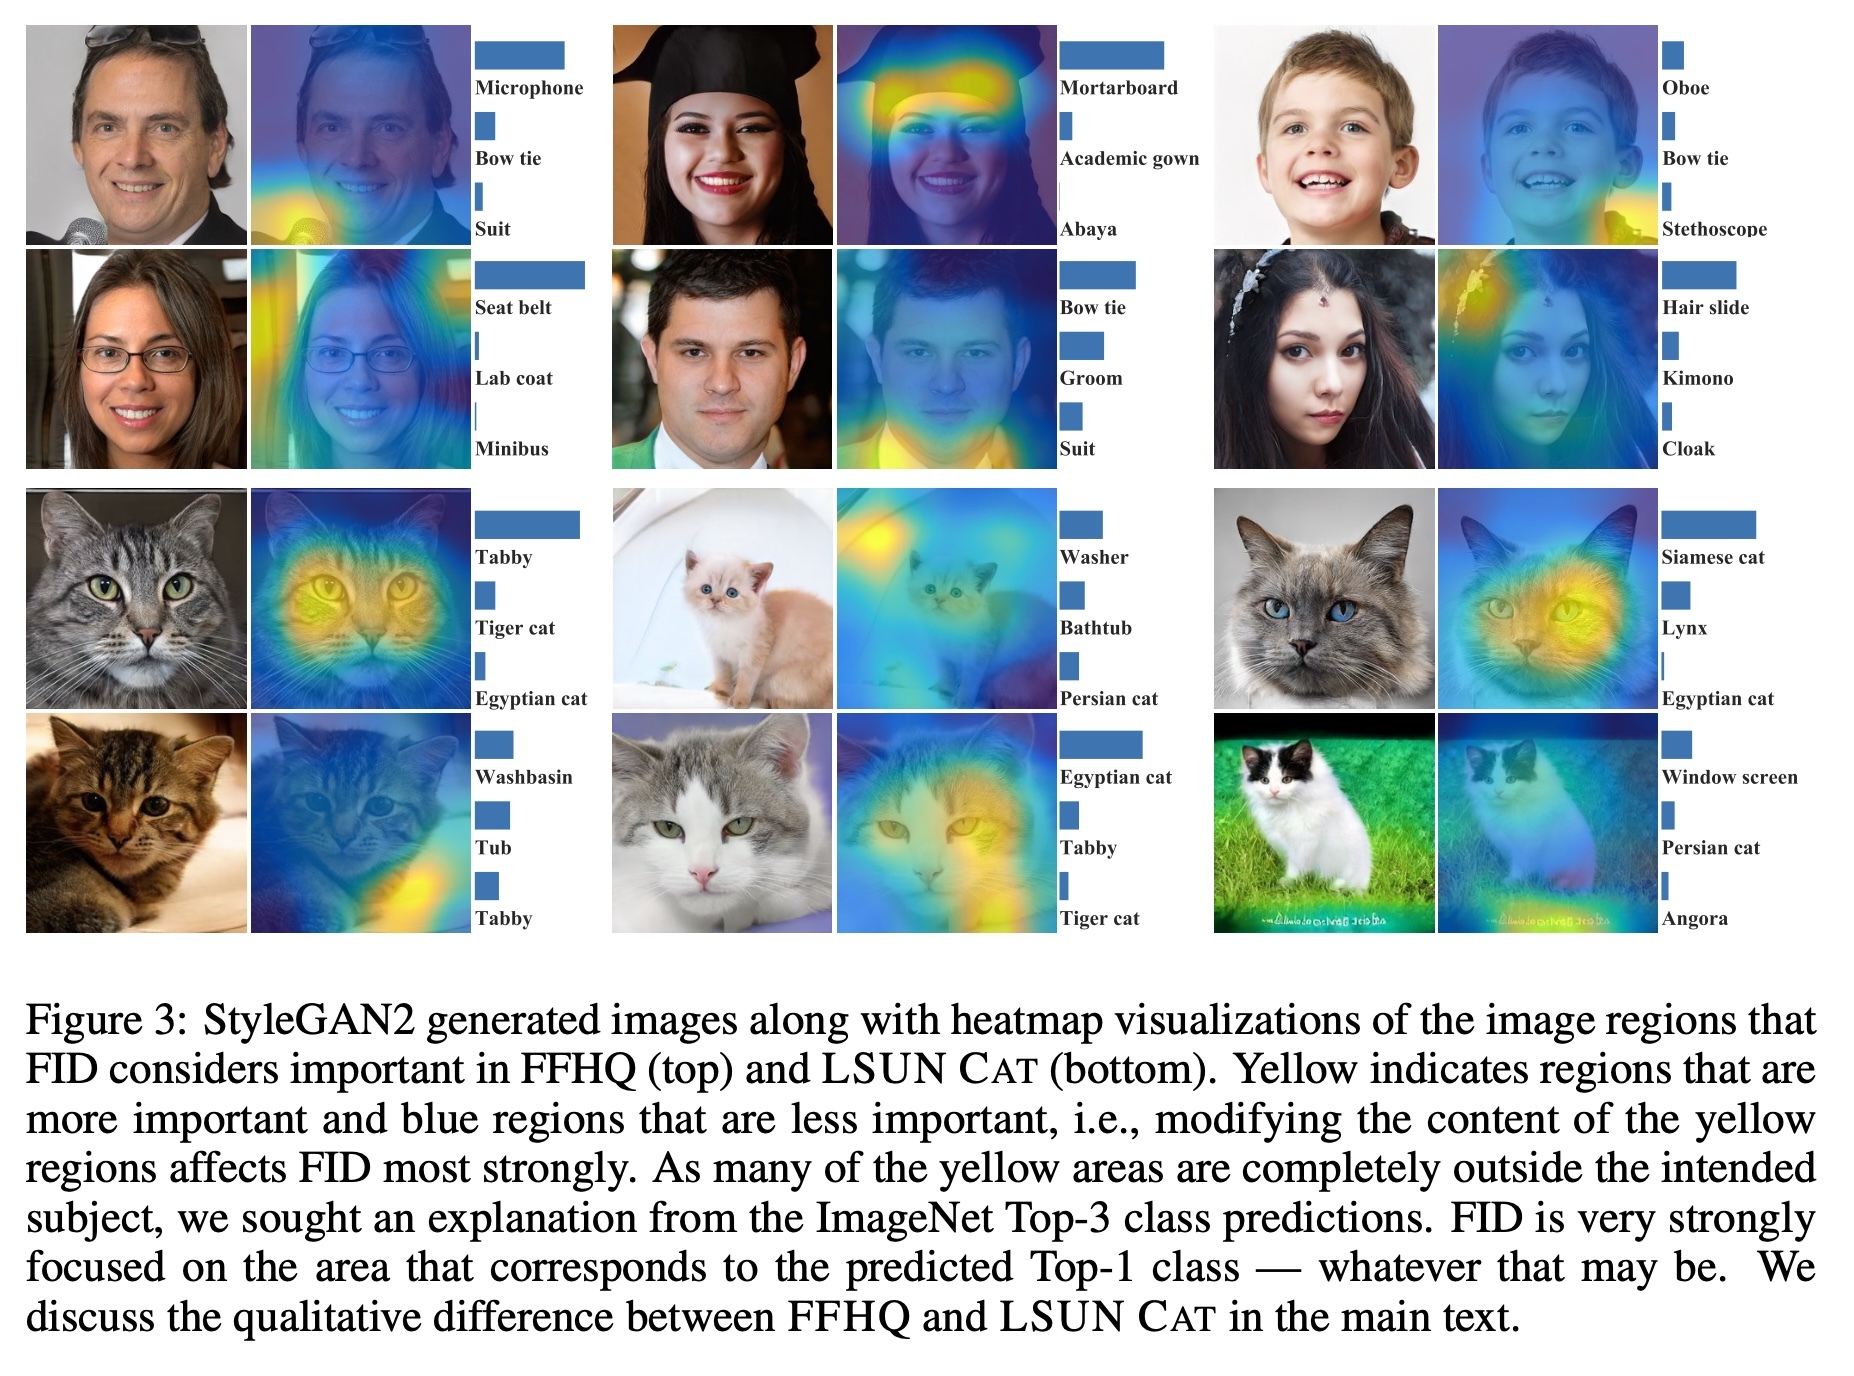 Microphone
Bow tie
Suit
Mortarboard
Academic gown
Abaya
Oboe
Bow tie
Stethoscope
Seat belt
Lab coat
Minibus
Bow tie
Groom
Suit
Hair slide
Kimono
Cloak
Tabby
Tiger cat
Egyptian cat
Washer
Bathtub
Persian cat
Siamese cat
Lynx
Egyptian cat
Washbasin
Tub
Tabby
Egyptian cat
Tabby
Tiger cat
Window screen
Persian cat
Angora
Figure 3: StyleGAN2 generated images along with heatmap visualizations of the image regions that
FID considers important in FFHQ (top) and LSUN CAT (bottom). Yellow indicates regions that are
more important and blue regions that are less important, i.e., modifying the content of the yellow
regions affects FID most strongly. As many of the yellow areas are completely outside the intended
subject, we sought an explanation from the ImageNet Top-3 class predictions. FID is very strongly
focused on the area that corresponds to the predicted Top-1 class — whatever that may be. We
discuss the qualitative difference between FFHQ and LSUN CAT in the main text.